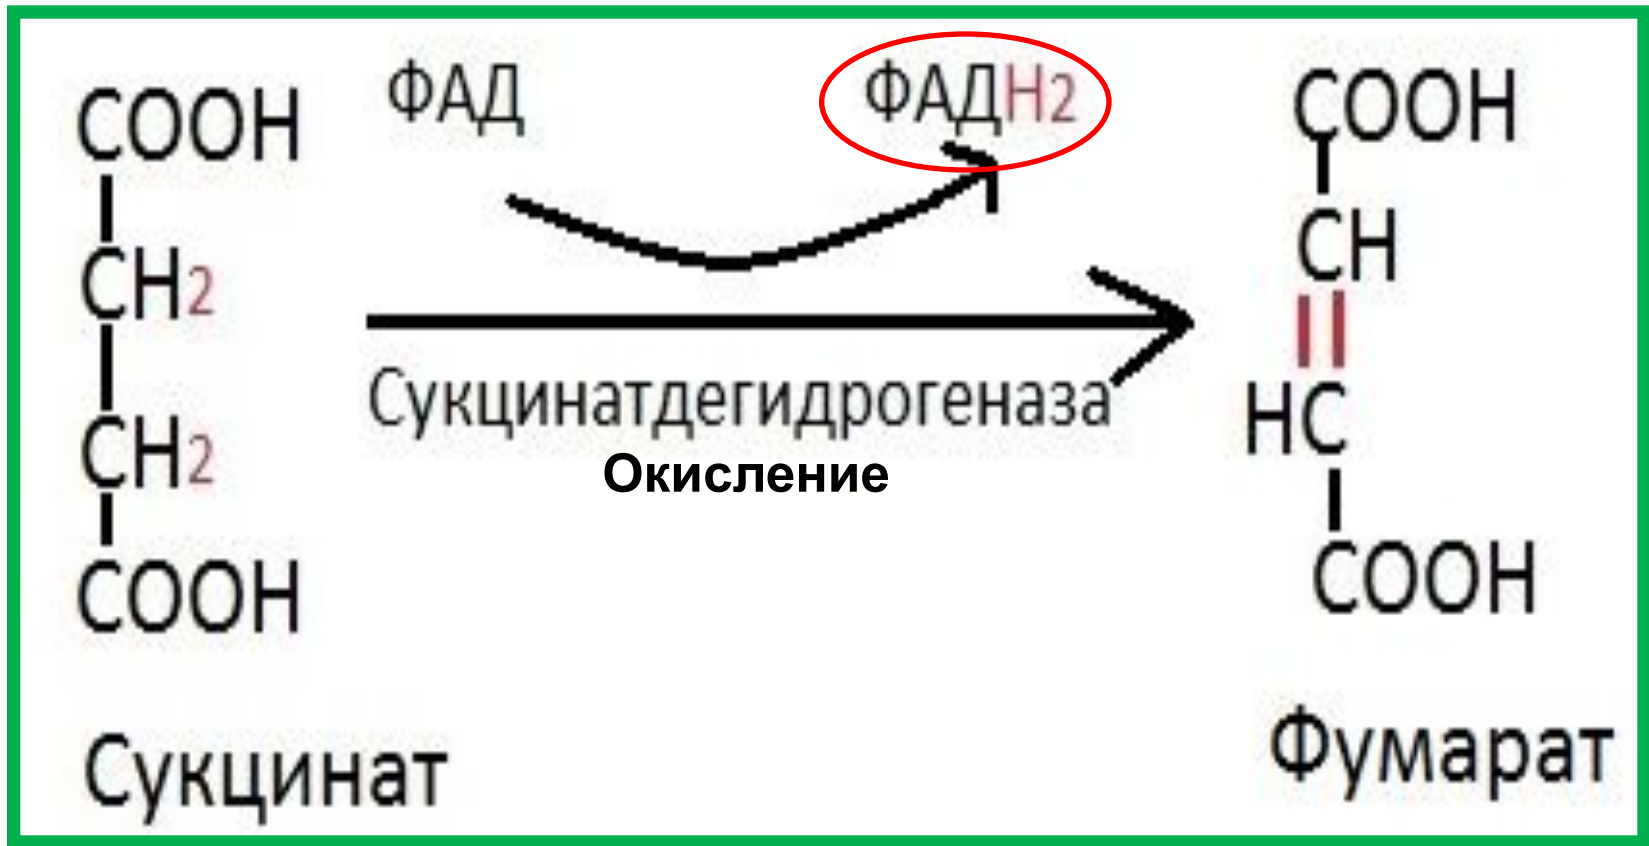 COOH
CH2
CH2
COOH
Сукцинат
ФАД
ФАДН2
Сукцинатдегидрогеназа
Окисление
COOH
CH
HC
COOH
Фумарат